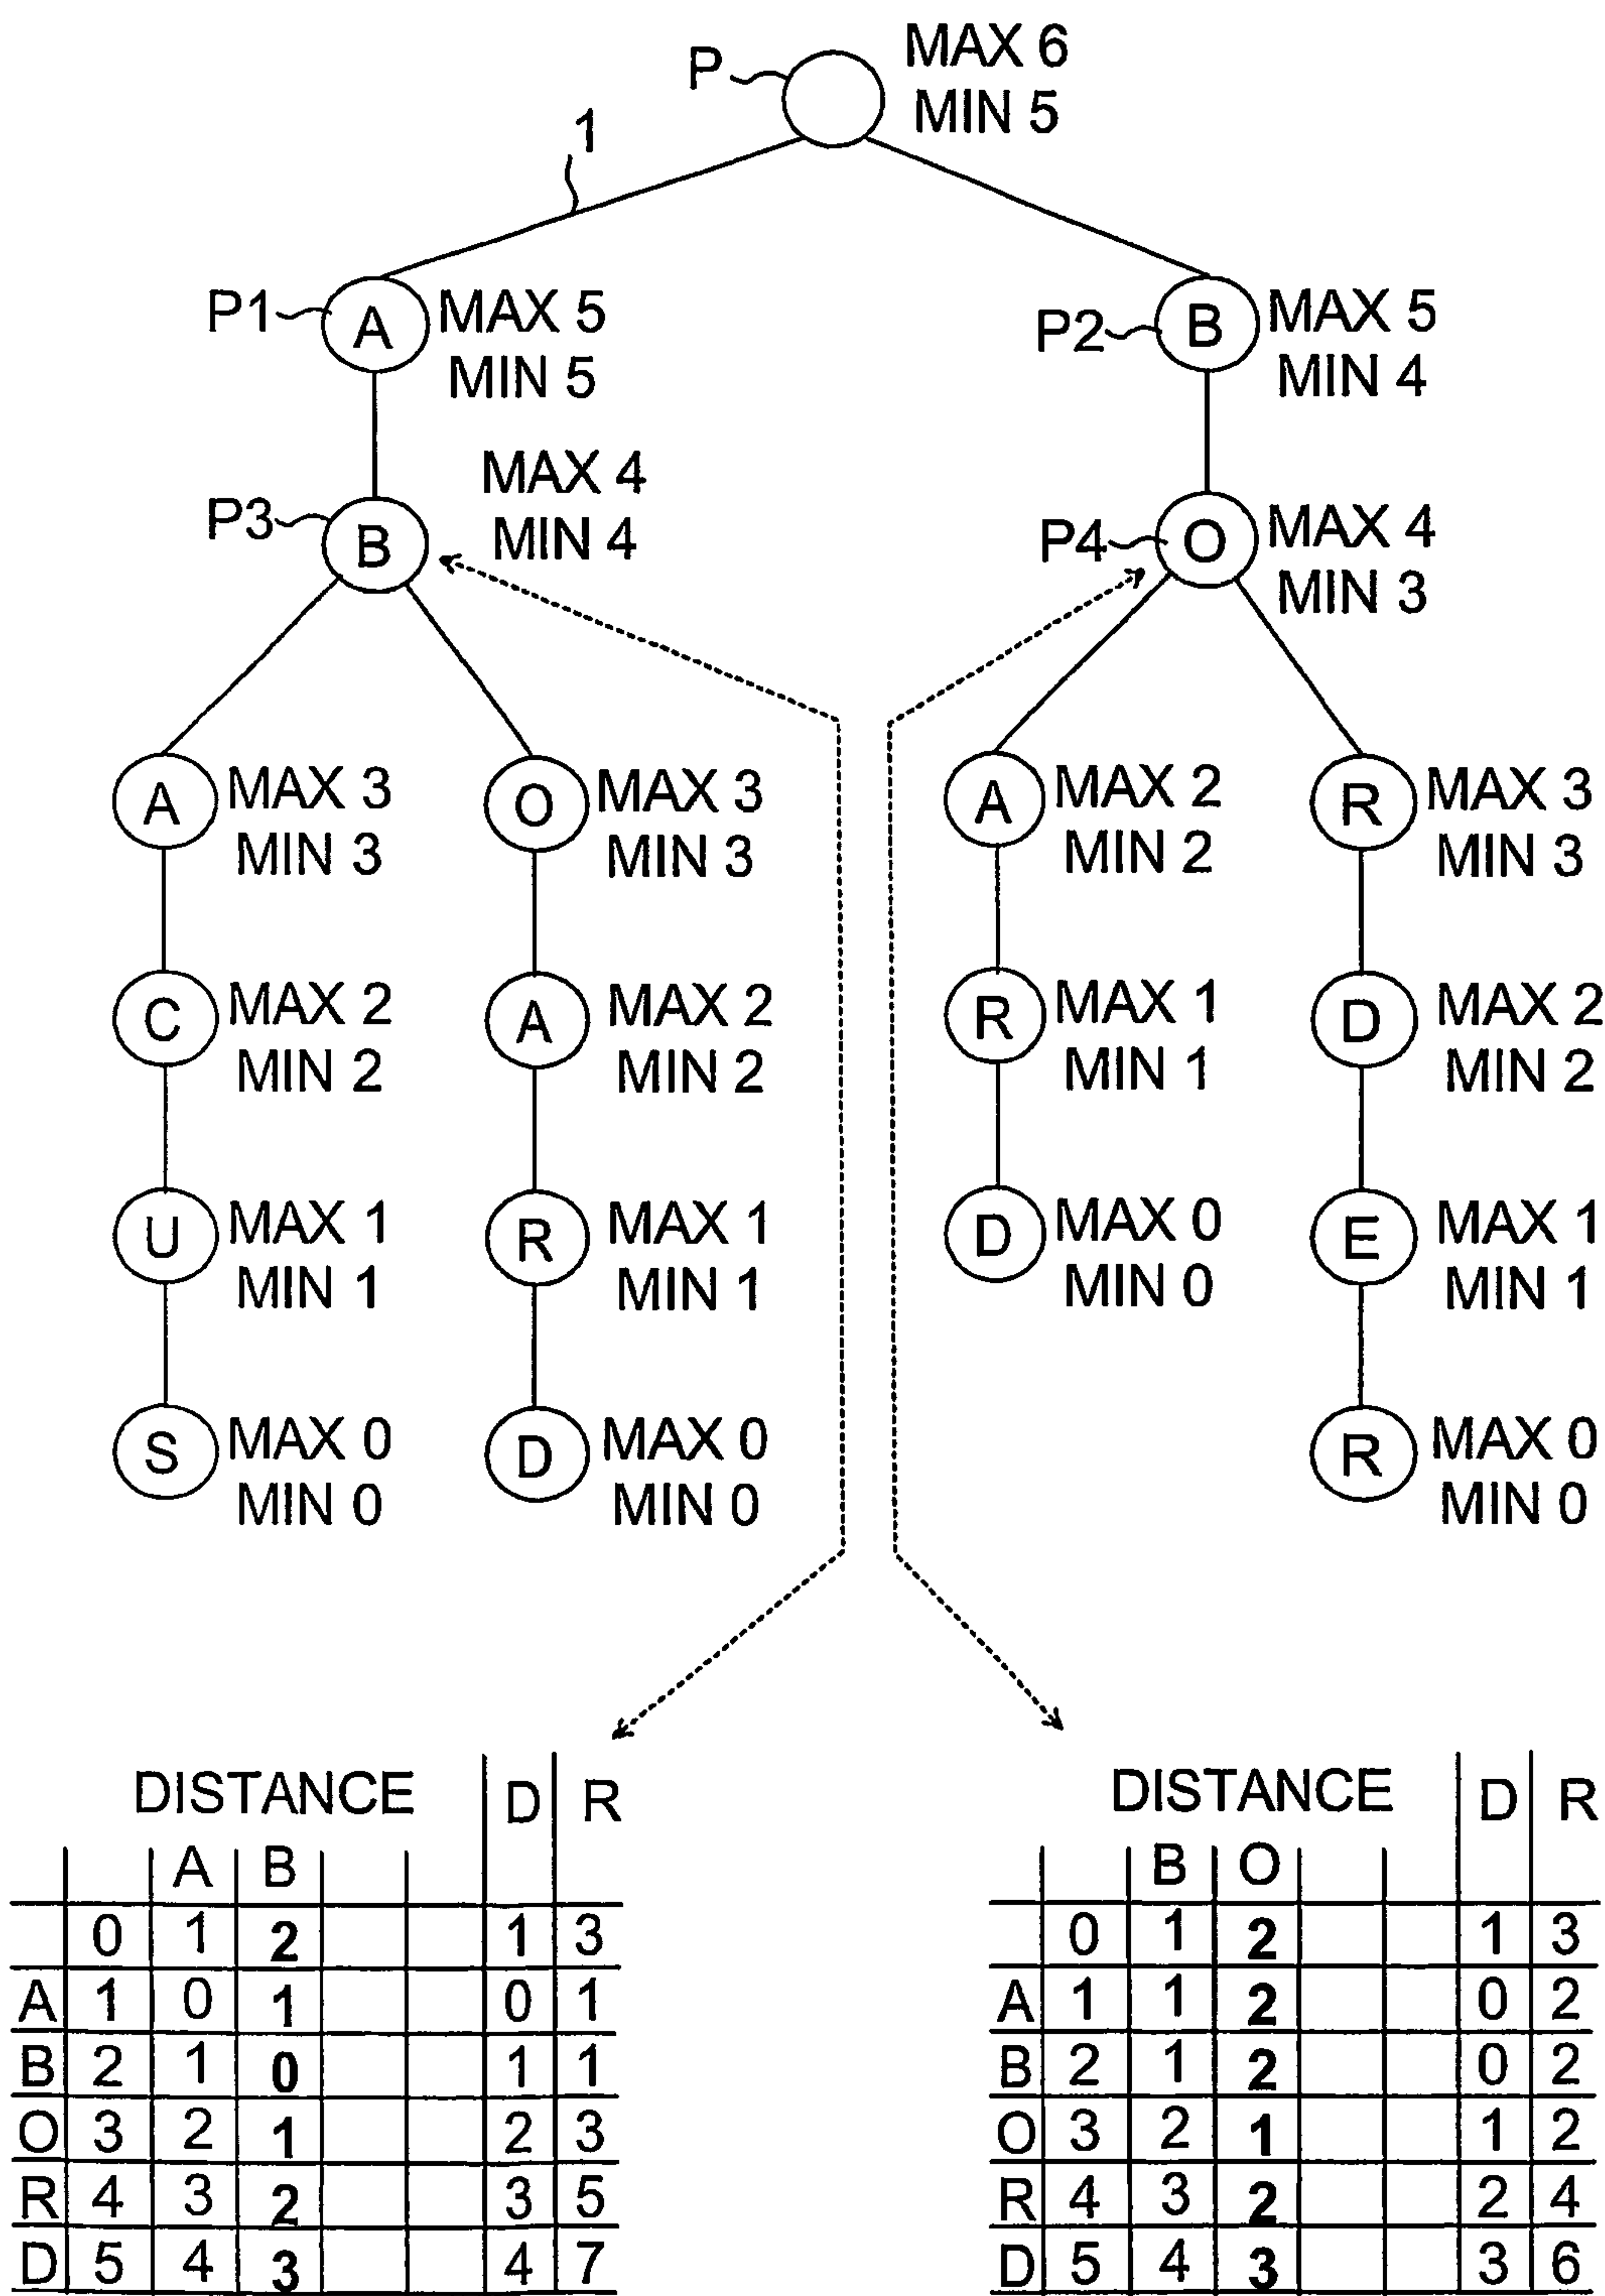 P MAX 6
MIN 5
1
P1 A MAX 5
MIN 5
P2 B MAX 5
MIN 4
P3 B MAX 4
MIN 4
P4 O MAX 4
MIN 3
A MAX 3
MIN 3
O MAX 3
MIN 3
A MAX 2
MIN 2
R MAX 3
MIN 3
C MAX 2
MIN 2
A MAX 2
MIN 2
R MAX 1
MIN 1
D MAX 2
MIN 2
U MAX 1
MIN 1
R MAX 1
MIN 1
D MAX 0
MIN 0
E MAX 1
MIN 1
S MAX 0
MIN 0
D MAX 0
MIN 0
R MAX 0
MIN 0
DISTANCE D R
A B
0 1 2 1 3
A 1 0 1 0 1
B 2 1 0 1 1
O 3 2 1 2 3
R 4 3 2 3 5
D 5 4 3 4 7
DISTANCE D R
B O
0 1 2 1 3
A 1 1 2 0 2
B 2 1 2 0 2
O 3 2 1 1 2
R 4 3 2 2 4
D 5 4 3 3 6